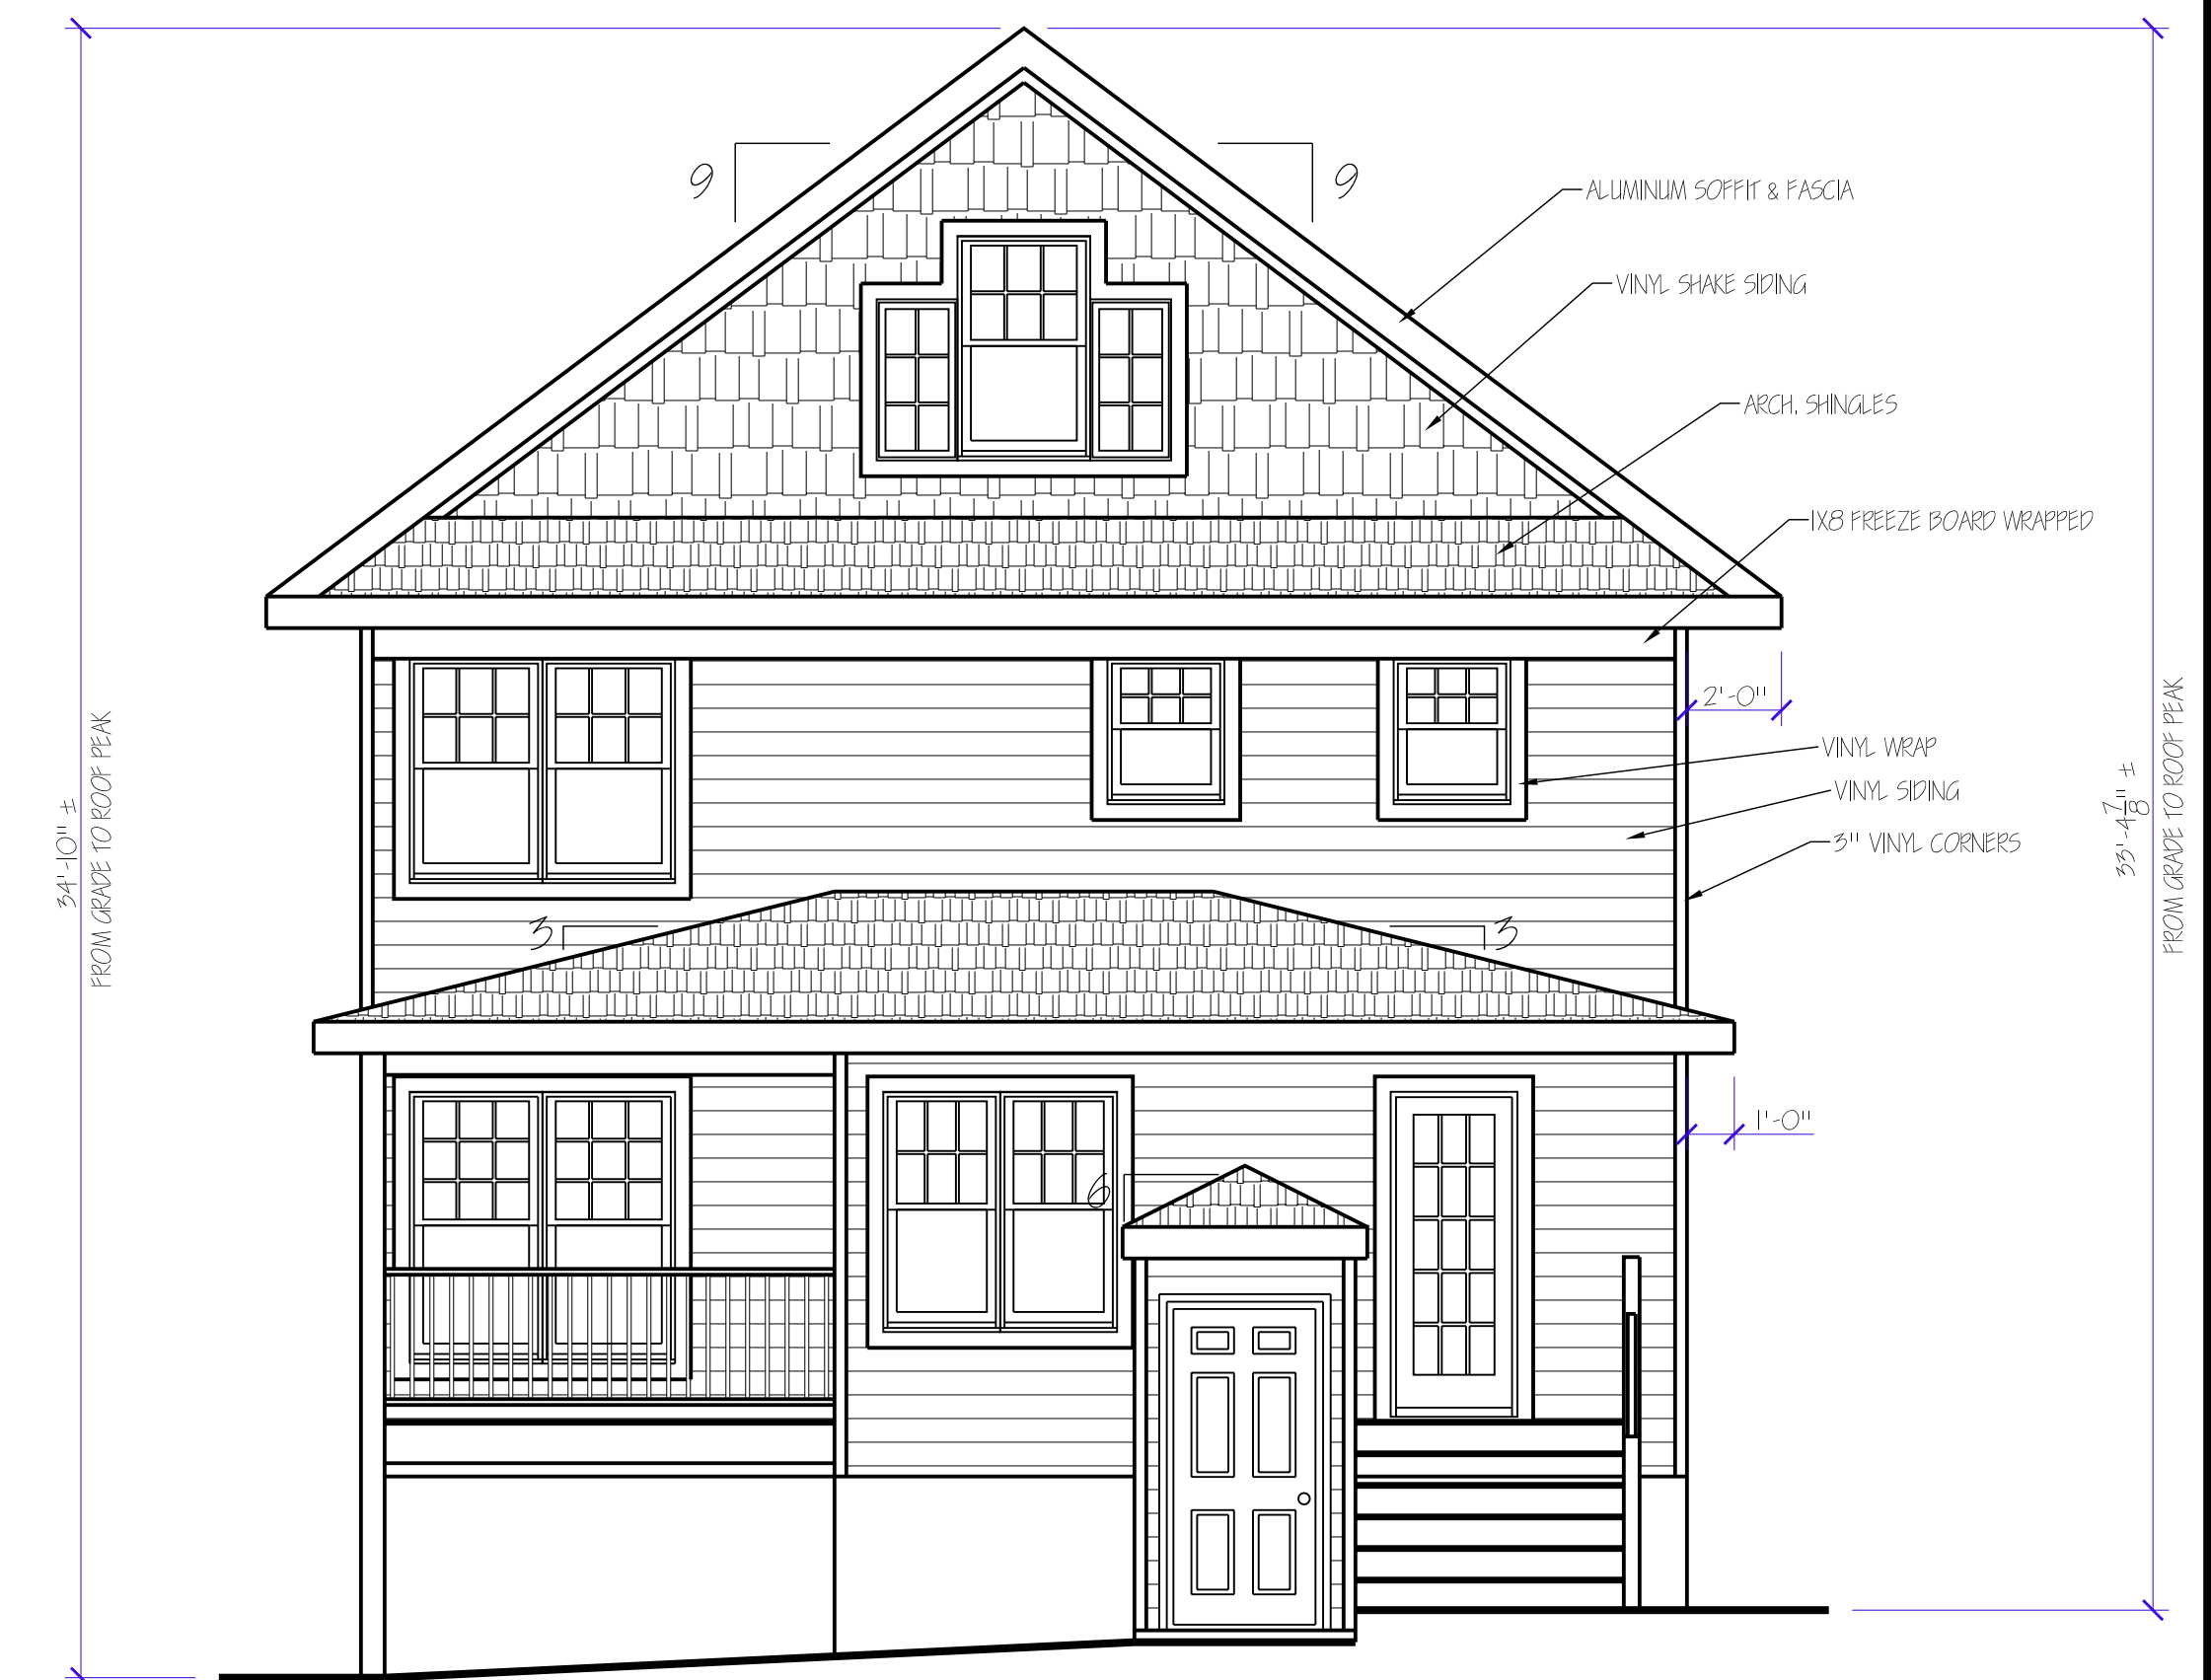 9
9
ALUMINUM SOFFIT & FASCIA
VINYL SHAKE SIDING
ARCH. SHINGLES
1X8 FREEZE BOARD WRAPPED
2'-0"
VINYL WRAP
VINYL SIDING
3" VINYL CORNERS
34'-10" ±
FROM GRADE TO ROOF PEAK
33'-4 7/8" ±
FROM GRADE TO ROOF PEAK
3
3
1'-0"
6